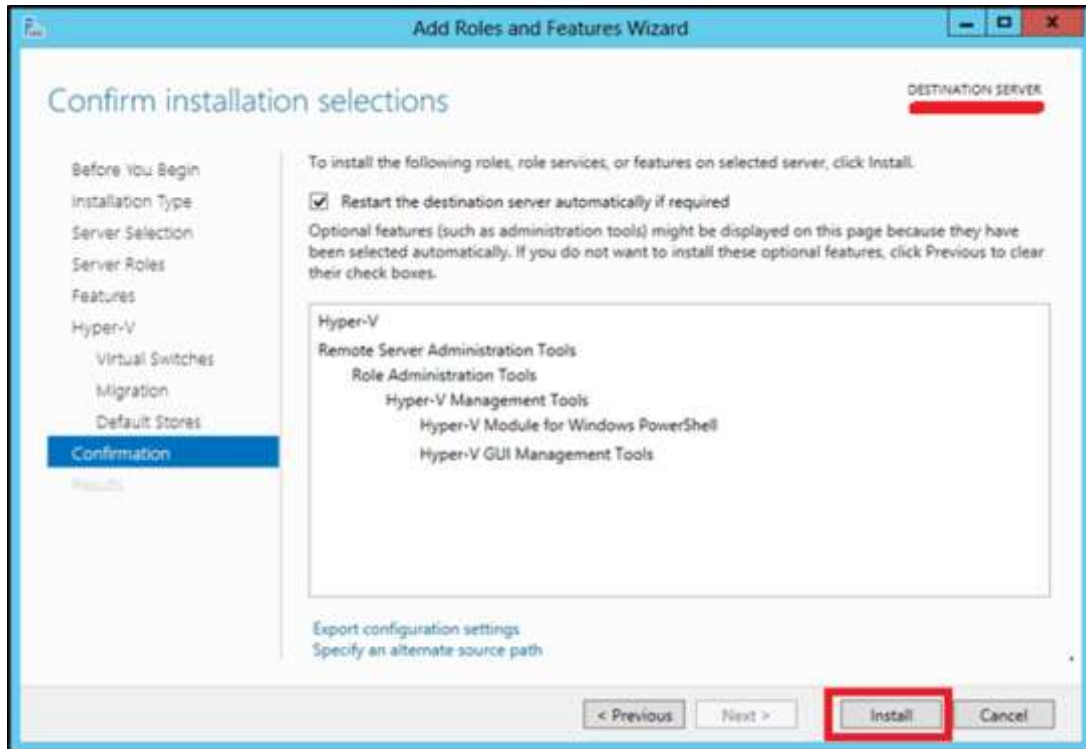 Add Roles and Features Wizard
Confirm installation selections
DESTINATION SERVER
Before You Begin
Installation Type
Server Selection
Server Roles
Features
Hyper-V
Virtual Switches
Migration
Default Stores
Confirmation
Results
To install the following roles, role services, or features on selected server, click Install.
Restart the destination server automatically if required
Optional features (such as administration tools) might be displayed on this page because they have
been selected automatically. If you do not want to install these optional features, click Previous to clear
their check boxes.
Hyper-V
Remote Server Administration Tools
Role Administration Tools
Hyper-V Management Tools
Hyper-V Module for Windows PowerShell
Hyper-V GUI Management Tools
Export configuration settings
Specify an alternate source path
< Previous
Next >
Install
Cancel